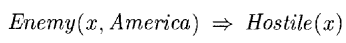 Enemy(x, America) ⇒ Hostile(x)